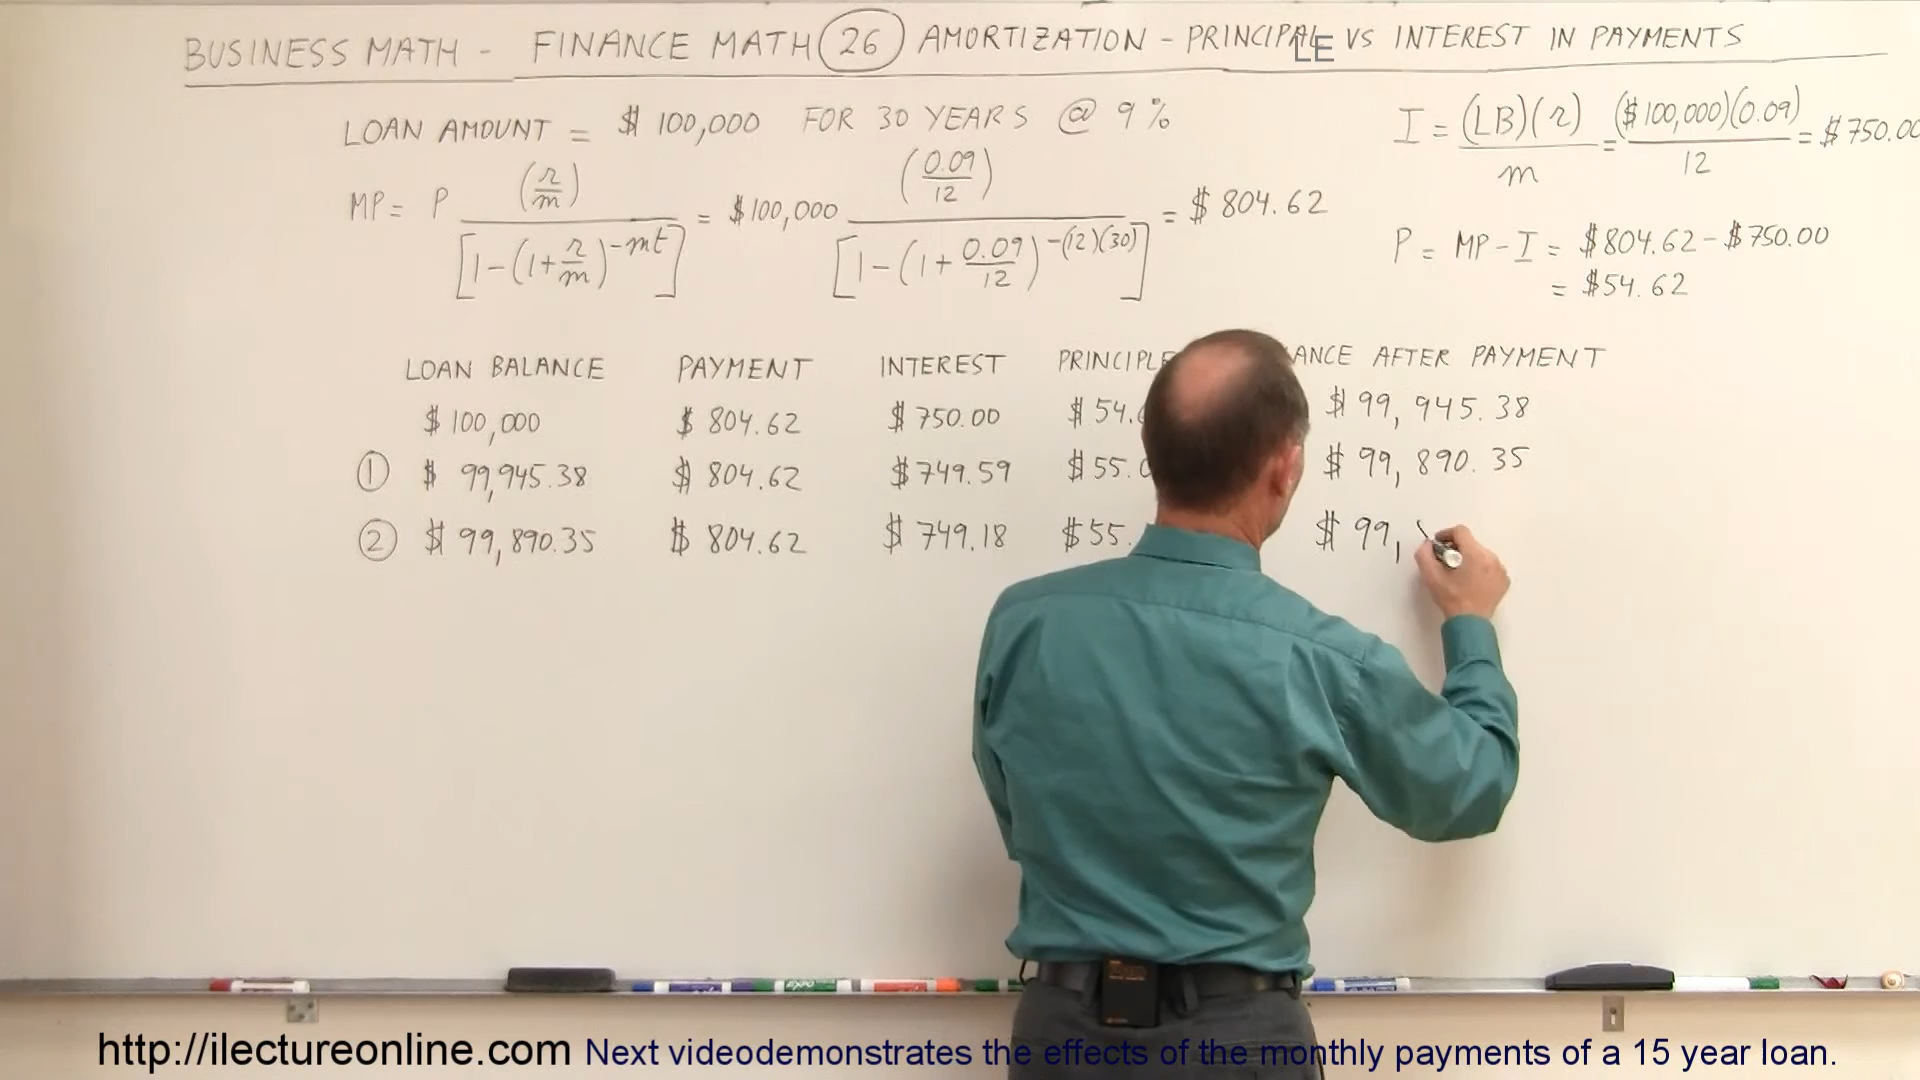 BUSINESS MATH - FINANCE MATH 26 AMORTIZATION - PRINCIPLE VS INTEREST IN PAYMENTS
LOAN AMOUNT = $ 100,000 FOR 30 YEARS @ 9%
MP = P (r/m) / [1-(1+r/m)^-mt] = $100,000 (0.09/12) / [1-(1+0.09/12)^-(12)(30)] = $ 804.62
I = (LB)(r) / m = ($100,000)(0.09) / 12 = $750.00
P = MP - I = $804.62 - $750.00
= $54.62
LOAN BALANCE PAYMENT INTEREST PRINCIPLE ANCE AFTER PAYMENT
$ 100,000 $ 804.62 $ 750.00 $ 54. $ 99,945.38
① $ 99,945.38 $ 804.62 $ 749.59 $ 55. $ 99,890.35
② $ 99,890.35 $ 804.62 $ 749.18 $ 55. $ 99,
EXPO
http://ilectureonline.com Next videodemonstrates the effects of the monthly payments of a 15 year loan.